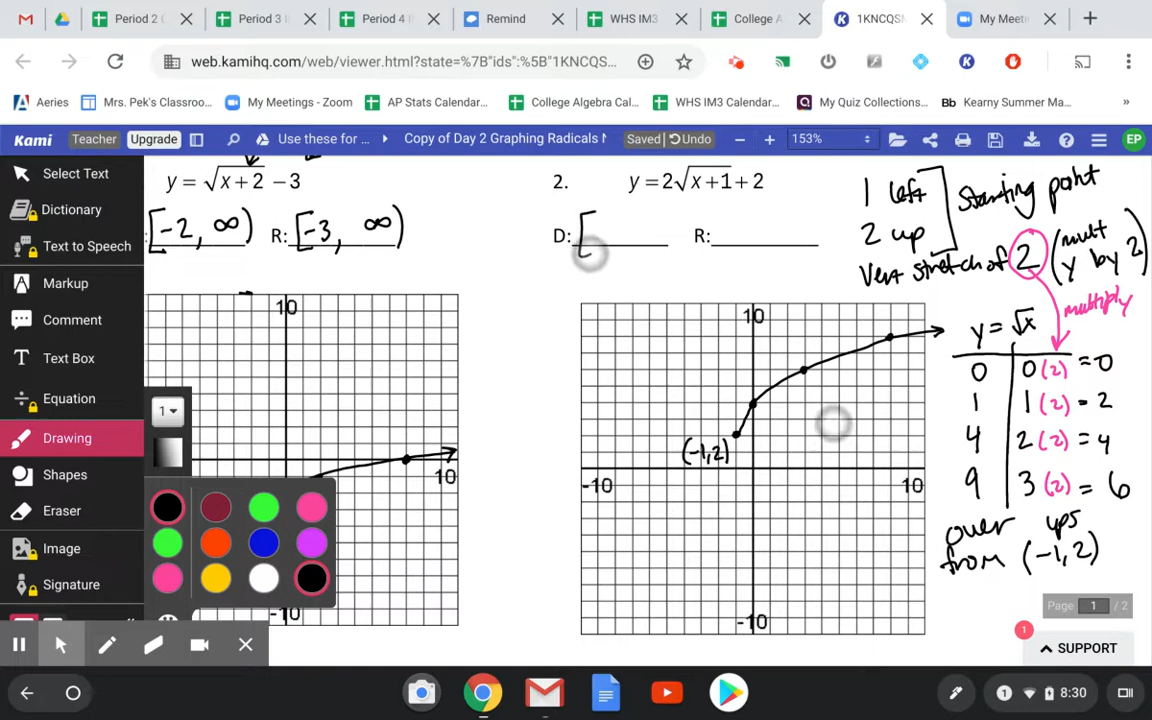 Period 2 (
Period 3 I
Period 4 I
Remind
WHS IM3
College A
1KNCQS
My Meeti
web.kamihq.com/web/viewer.html?state=%7B"ids":%5B"1KNCQS...
Aeries
Mrs. Pek's Classroo...
My Meetings - Zoom
AP Stats Calendar...
College Algebra Cal...
WHS IM3 Calendar...
My Quiz Collections...
Bb Kearny Summer Ma...
»
Kami
Teacher
Upgrade
Use these for ...
Copy of Day 2 Graphing Radicals N
Saved
Undo
153%
EP
Select Text
Dictionary
Text to Speech
Markup
Comment
Text Box
Equation
Drawing
Shapes
Eraser
Image
Signature
1
y = √x+2 −3
[-2, ∞)
R: [-3, ∞)
10
10
-10
2.
y = 2√x+1 + 2
D: [
R:
10
-10
10
-10
(-1,2)
1 left
2 up
starting point
Vert stretch of 2 (mult y by 2)
multiply
y = √x
0 0 (2) = 0
1 1 (2) = 2
4 2 (2) = 4
9 3 (2) = 6
over ups
from (-1,2)
Page 1 / 2
1
SUPPORT
1
8:30